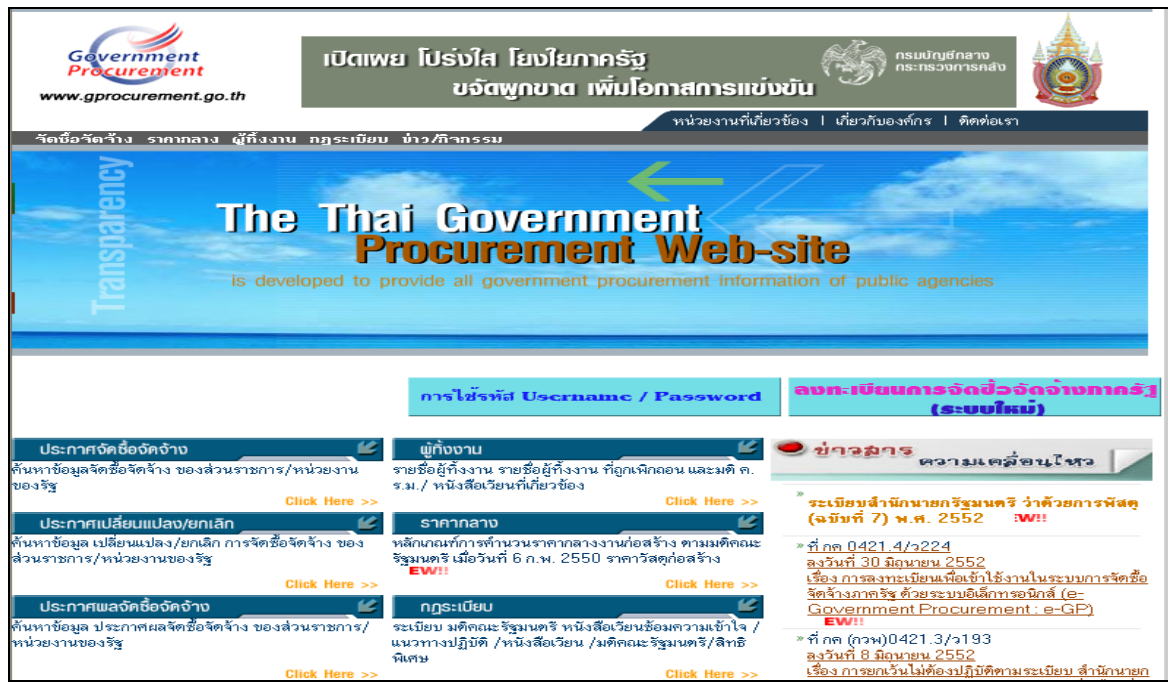 Government
Procurement
www.gprocurement.go.th
เปิดเผย โปร่งใส โยงใยภาครัฐ
ขจัดผูกขาด เพิ่มโอกาสการแข่งขัน
กรมบัญชีกลาง
กระทรวงการคลัง
หน่วยงานที่เกี่ยวข้อง | เกี่ยวกับองค์กร | ติดต่อเรา
จัดซื้อจัดจ้าง ราคากลาง ผู้ทิ้งงาน กฎระเบียบ ข่าว/กิจกรรม
Transparency
The Thai Government
Procurement Web-site
is developed to provide all government procurement information of public agencies
การใช้รหัส Username / Password
ลงทะเบียนการจัดซื้อจัดจ้างภาครัฐ
(ระบบใหม่)
ประกาศจัดซื้อจัดจ้าง
ค้นหาข้อมูลจัดซื้อจัดจ้าง ของส่วนราชการ/หน่วยงาน
ของรัฐ
Click Here >>
ประกาศเปลี่ยนแปลง/ยกเลิก
ค้นหาข้อมูล เปลี่ยนแปลง/ยกเลิก การจัดซื้อจัดจ้าง ของ
ส่วนราชการ/หน่วยงานของรัฐ
Click Here >>
ประกาศผลจัดซื้อจัดจ้าง
ค้นหาข้อมูล ประกาศผลจัดซื้อจัดจ้าง ของส่วนราชการ/
หน่วยงานของรัฐ
Click Here >>
ผู้ทิ้งงาน
รายชื่อผู้ทิ้งงาน รายชื่อผู้ทิ้งงาน ที่ถูกเพิกถอน และมติ ค.
ร.ม./ หนังสือเวียนที่เกี่ยวข้อง
Click Here >>
ราคากลาง
หลักเกณฑ์การคำนวณราคากลางงานก่อสร้าง ตามมติคณะ
รัฐมนตรี เมื่อวันที่ 6 ก.พ. 2550 ราคาวัสดุก่อสร้าง
EW!!
Click Here >>
กฎระเบียบ
ระเบียบ มติคณะรัฐมนตรี หนังสือเวียนซ้อมความเข้าใจ /
แนวทางปฏิบัติ /หนังสือเวียน /มติคณะรัฐมนตรี/สิทธิ
พิเศษ
Click Here >>
ข่าวสาร
ความเคลื่อนไหว
» ระเบียบสำนักนายกรัฐมนตรี ว่าด้วยการพัสดุ
(ฉบับที่ 7) พ.ศ. 2552 :W!!
» ที่ กค 0421.4/ว224
ลงวันที่ 30 มิถุนายน 2552
เรื่อง การลงทะเบียนเพื่อเข้าใช้งานในระบบการจัดซื้อ
จัดจ้างภาครัฐ ด้วยระบบอิเล็กทรอนิกส์ (e-
Government Procurement : e-GP)
EW!!
» ที่ กค (กวพ)0421.3/ว193
ลงวันที่ 8 มิถุนายน 2552
เรื่อง การยกเว้นไม่ต้องปฏิบัติตามระเบียบ สำนักนายก